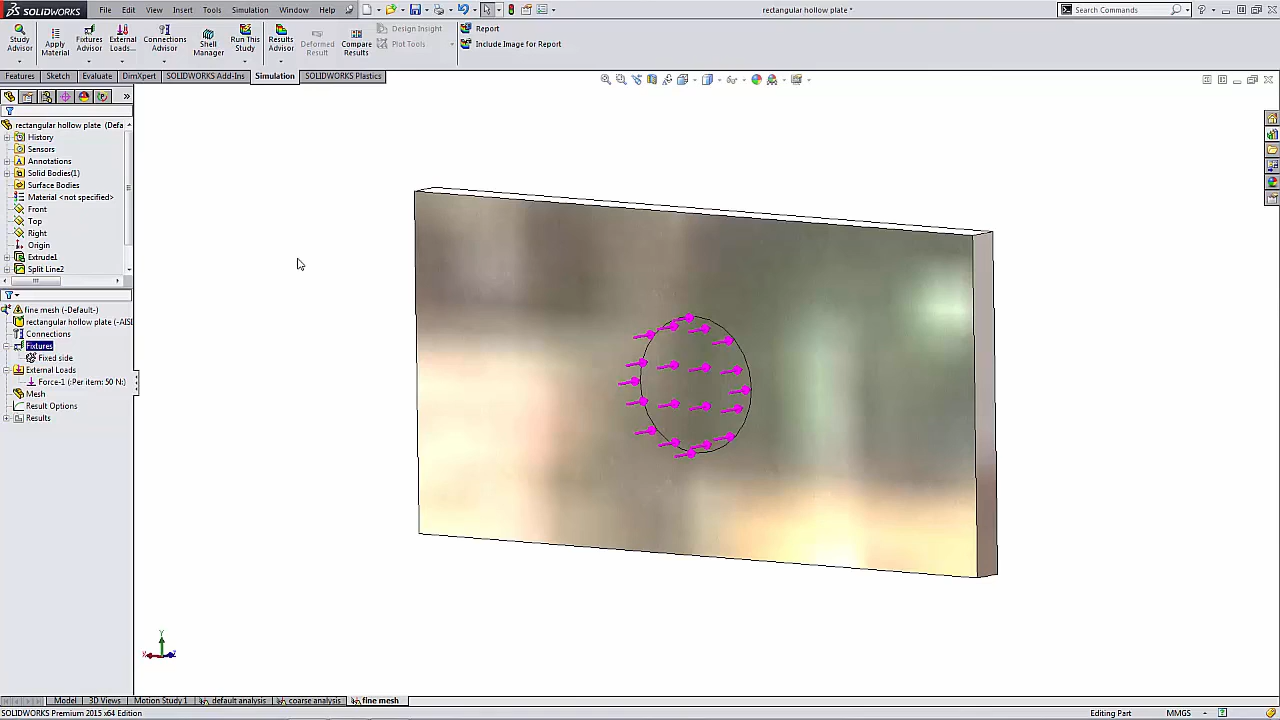 SOLIDWORKS File Edit View Insert Tools Simulation Window Help rectangular hollow plate * Search Commands
Study Advisor
Apply Material
Fixtures Advisor
External Loads...
Connections Advisor
Shell Manager
Run This Study
Results Advisor
Deformed Result
Compare Results
Design Insight
Plot Tools
Report
Include Image for Report
Features Sketch Evaluate DimXpert SOLIDWORKS Add-Ins Simulation SOLIDWORKS Plastics
rectangular hollow plate (Defa
History
Sensors
Annotations
Solid Bodies(1)
Surface Bodies
Material <not specified>
Front
Top
Right
Origin
Extrude1
Split Line2
fine mesh (-Default-)
rectangular hollow plate (-AISI
Connections
Fixtures
Fixed side
External Loads
Force-1 (:Per item: 50 N:)
Mesh
Result Options
Results
Y
X
Z
Model 3D Views Motion Study 1 default analysis coarse analysis fine mesh
SOLIDWORKS Premium 2015 x64 Edition Editing Part MMGS